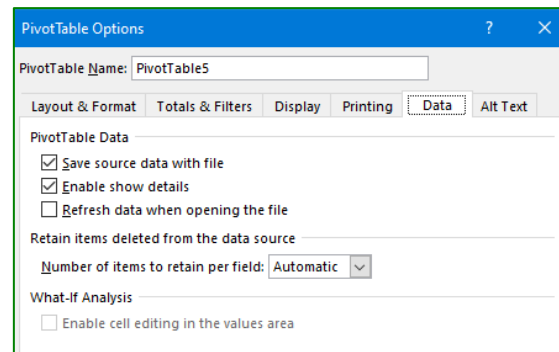 PivotTable Options ? ×
PivotTable Name: PivotTable5
Layout & Format Totals & Filters Display Printing Data Alt Text
PivotTable Data
Save source data with file
Enable show details
Refresh data when opening the file
Retain items deleted from the data source
Number of items to retain per field: Automatic
What-If Analysis
Enable cell editing in the values area